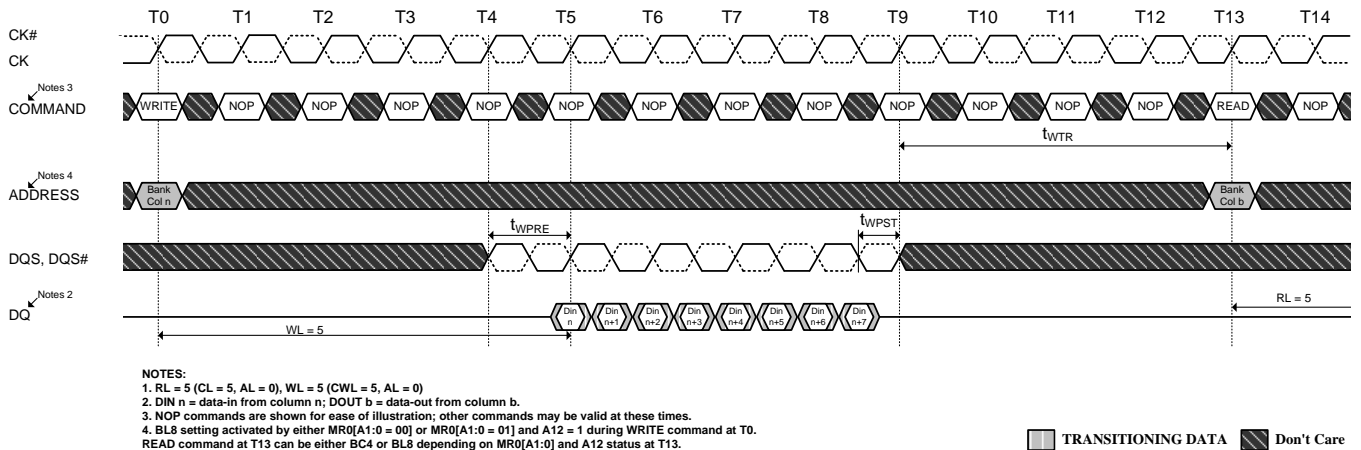 T0 T1 T2 T3 T4 T5 T6 T7 T8 T9 T10 T11 T12 T13 T14
CK#
CK
Notes 3
COMMAND
WRITE NOP NOP NOP NOP NOP NOP NOP NOP NOP NOP NOP NOP READ NOP
tWTR
Notes 4
ADDRESS
Bank
Col n
Bank
Col b
tWPRE
tWPST
DQS, DQS#
Notes 2
DQ
Din
n
Din
n+1
Din
n+2
Din
n+3
Din
n+4
Din
n+5
Din
n+6
Din
n+7
RL = 5
WL = 5
NOTES:
1. RL = 5 (CL = 5, AL = 0), WL = 5 (CWL = 5, AL = 0)
2. DIN n = data-in from column n; DOUT b = data-out from column b.
3. NOP commands are shown for ease of illustration; other commands may be valid at these times.
4. BL8 setting activated by either MR0[A1:0 = 00] or MR0[A1:0 = 01] and A12 = 1 during WRITE command at T0.
READ command at T13 can be either BC4 or BL8 depending on MR0[A1:0] and A12 status at T13.
TRANSITIONING DATA
Don't Care